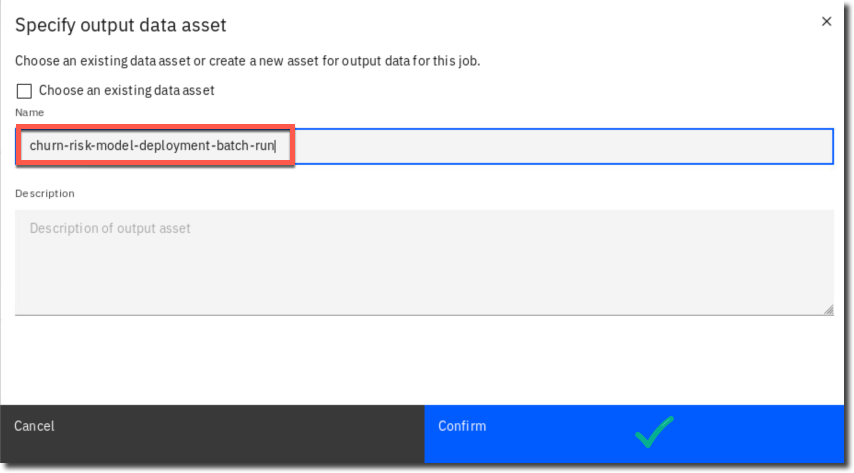 Specify output data asset
Choose an existing data asset or create a new asset for output data for this job.
Choose an existing data asset
Name
churn-risk-model-deployment-batch-run
Description
Description of output asset
Cancel
Confirm